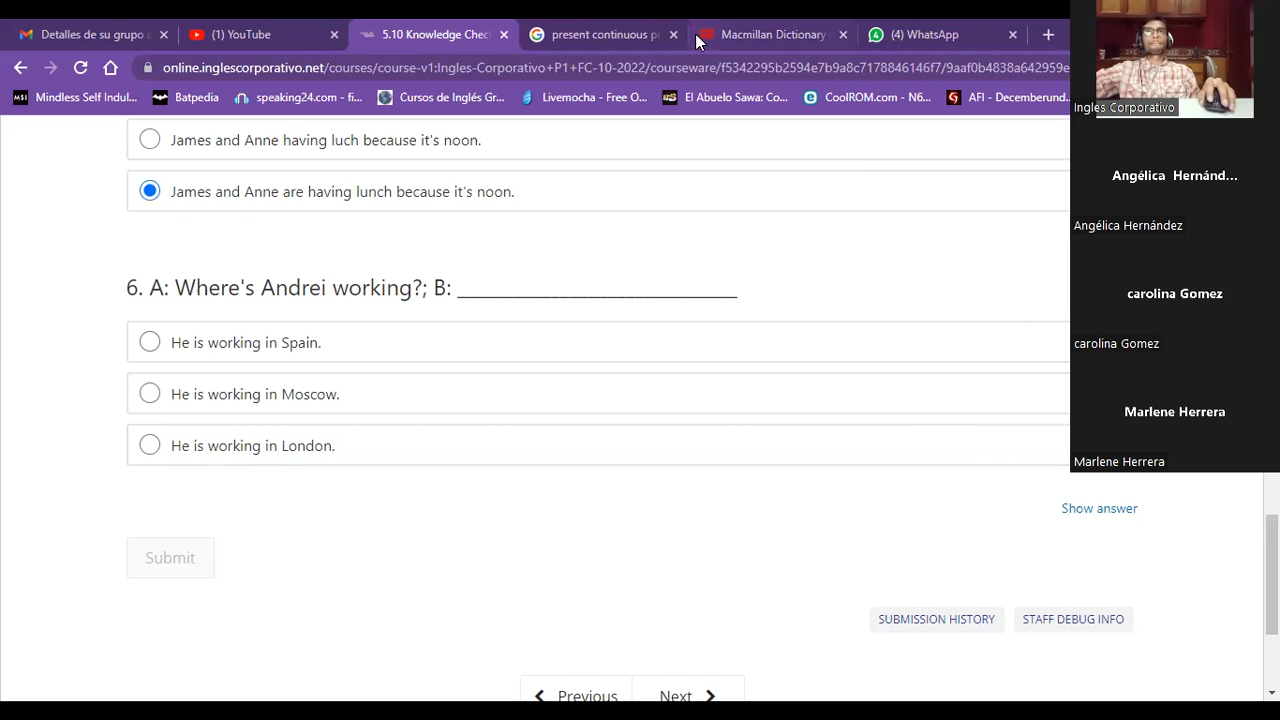 Detalles de su grupo a
(1) YouTube
5.10 Knowledge Chec
present continuous pr
Macmillan Dictionary
(4) WhatsApp
online.inglescorporativo.net/courses/course-v1:Ingles-Corporativo+P1+FC-10-2022/courseware/f5342295b2594e7b9a8c7178846146f7/9aaf0b4838a642959e
Mindless Self Indul...
Batpedia
speaking24.com - fi...
Cursos de Inglés Gr...
Livemocha - Free O...
El Abuelo Sawa: Co...
CoolROM.com - N6...
AFI - Decemberund
James and Anne having luch because it's noon.
James and Anne are having lunch because it's noon.
6. A: Where's Andrei working?; B: ______________________________
He is working in Spain.
He is working in Moscow.
He is working in London.
Show answer
Submit
SUBMISSION HISTORY
STAFF DEBUG INFO
Previous
Next
Ingles Corporativo
Angélica Hernánd...
Angélica Hernández
carolina Gomez
carolina Gomez
Marlene Herrera
Marlene Herrera